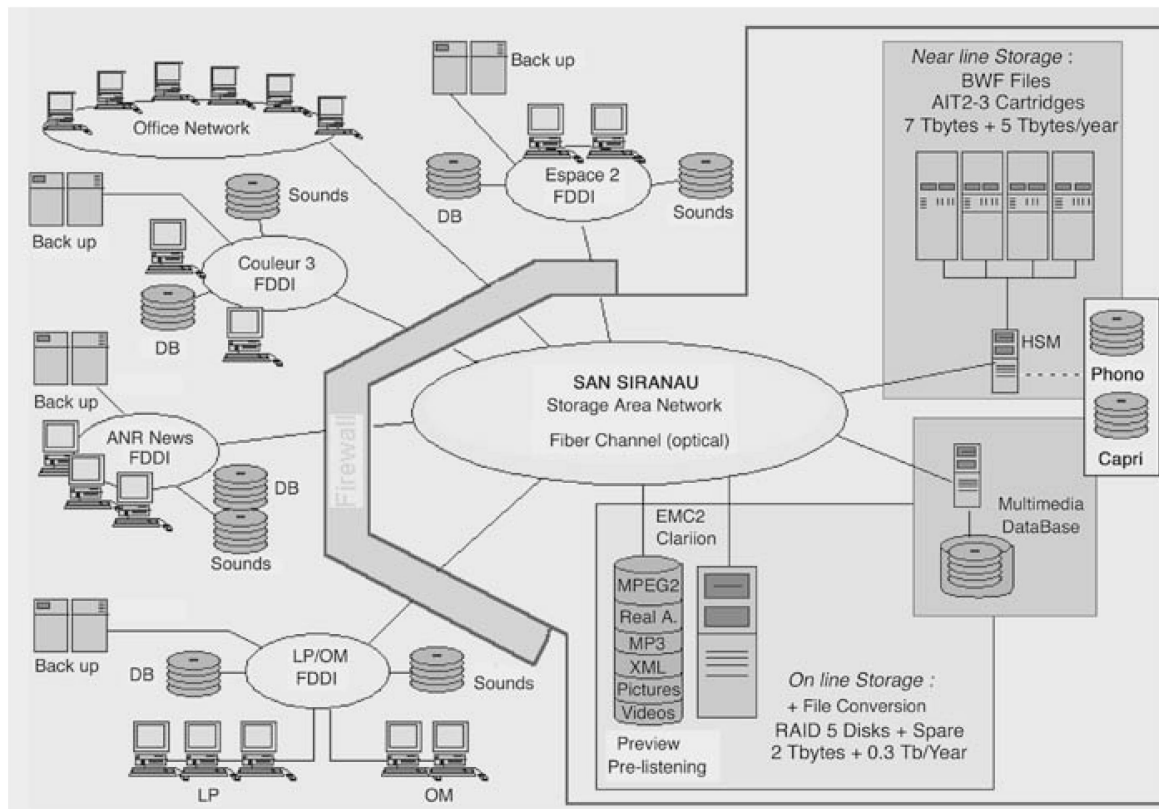 Office Network
Back up
DB
Espace 2
FDDI
Sounds
Back up
Sounds
Couleur 3
FDDI
DB
Back up
ANR News
FDDI
DB
Sounds
Back up
DB
LP/OM
FDDI
Sounds
LP
OM
Firewall
SAN SIRANAU
Storage Area Network
Fiber Channel (optical)
Near line Storage :
BWF Files
AIT2-3 Cartridges
7 Tbytes + 5 Tbytes/year
HSM
Phono
Capri
Multimedia
DataBase
EMC2
Clariion
MPEG2
Real A.
MP3
XML
Pictures
Videos
Preview
Pre-listening
On line Storage :
+ File Conversion
RAID 5 Disks + Spare
2 Tbytes + 0.3 Tb/Year